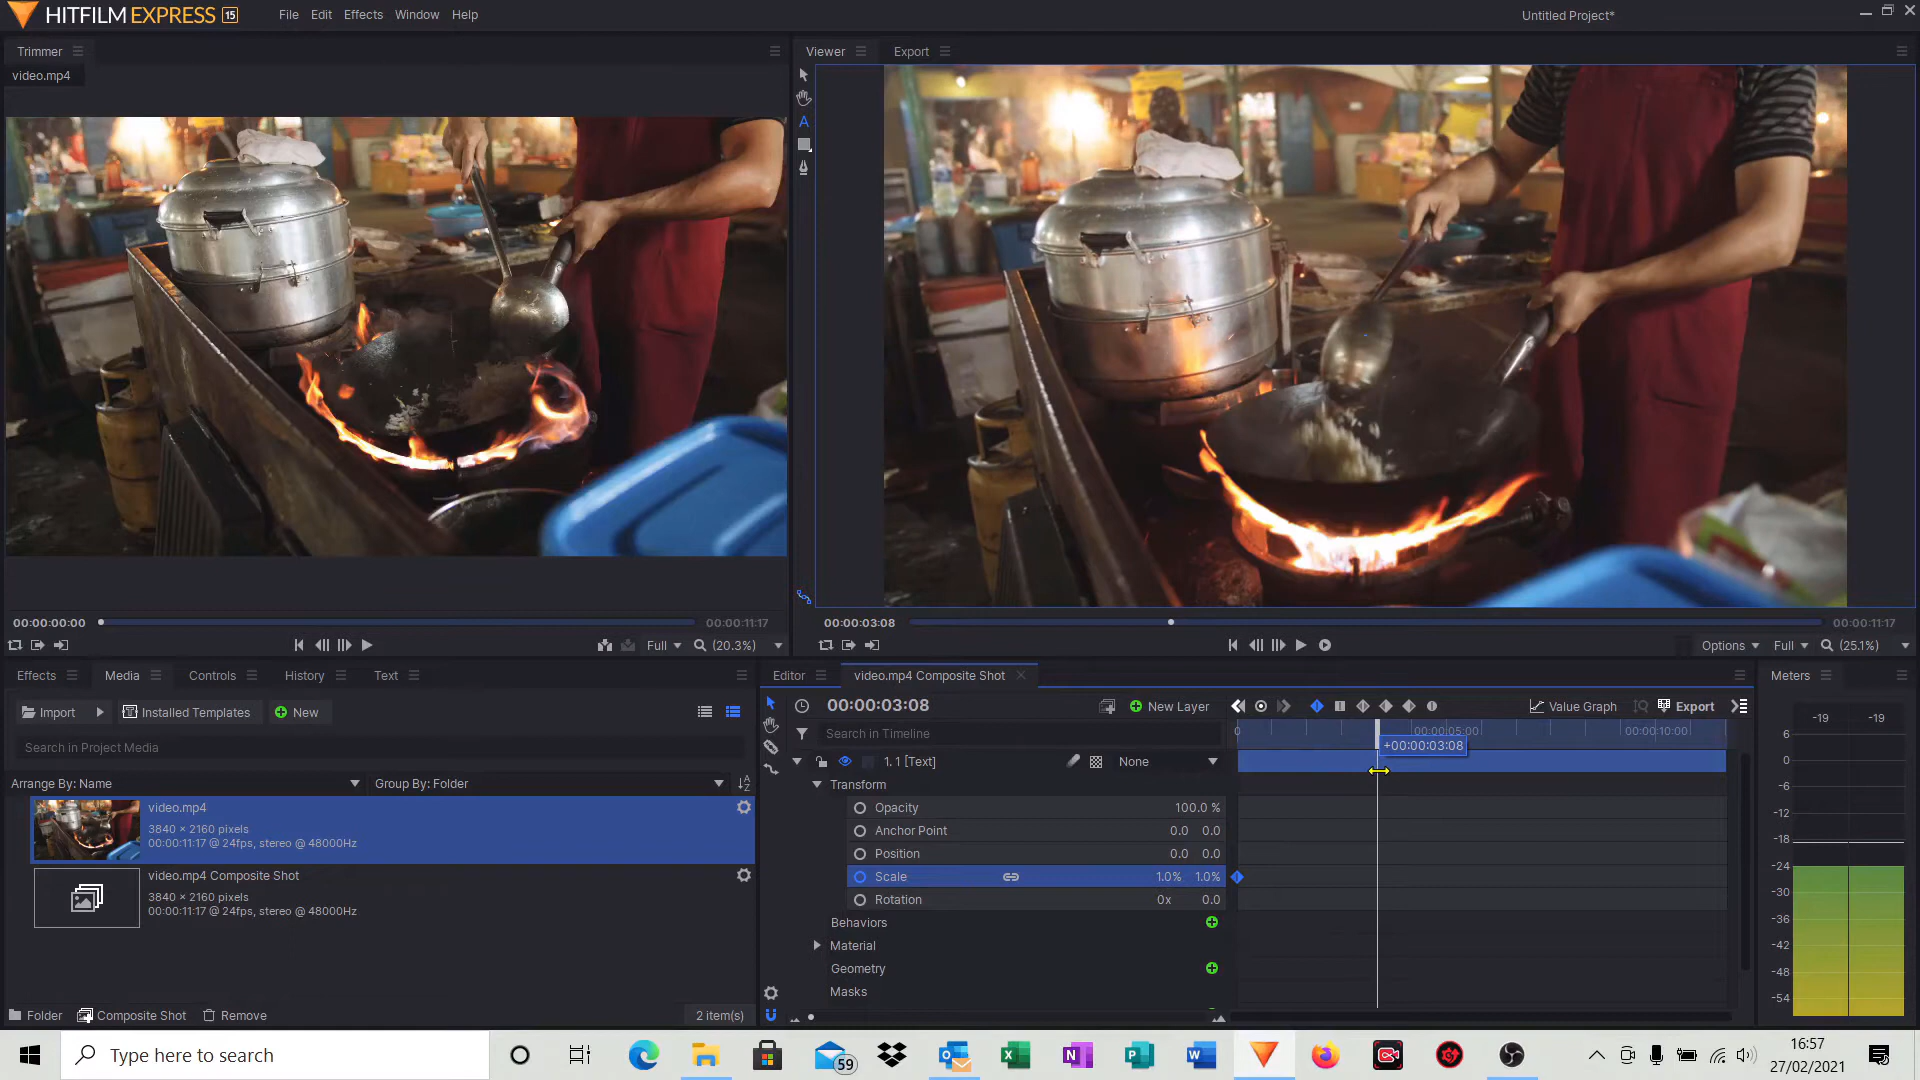 HITFILM EXPRESS 15
File Edit Effects Window Help
Untitled Project*
Trimmer
video.mp4
Viewer Export
00:00:00:00
00:00:11:17
Full (20.3%)
00:00:03:08
00:00:11:17
Options Full (25.1%)
Effects Media Controls History Text
Import Installed Templates New
Search in Project Media
Arrange By: Name Group By: Folder
video.mp4
3840 × 2160 pixels
00:00:11:17 @ 24fps, stereo @ 48000Hz
video.mp4 Composite Shot
3840 × 2160 pixels
00:00:11:17 @ 24fps, stereo @ 48000Hz
Folder Composite Shot Remove
2 item(s)
Editor video.mp4 Composite Shot
00:00:03:08
New Layer
Value Graph Export
Search in Timeline
0 00:00:05:00 00:00:10:00
+00:00:03:08
1. 1 [Text] None
Transform
Opacity 100.0 %
Anchor Point 0.0 0.0
Position 0.0 0.0
Scale 1.0% 1.0%
Rotation 0x 0.0
Behaviors
Material
Geometry
Masks
Meters
-19 -19
6
0
-6
-12
-18
-24
-30
-36
-42
-48
-54
Type here to search
59
16:57
27/02/2021